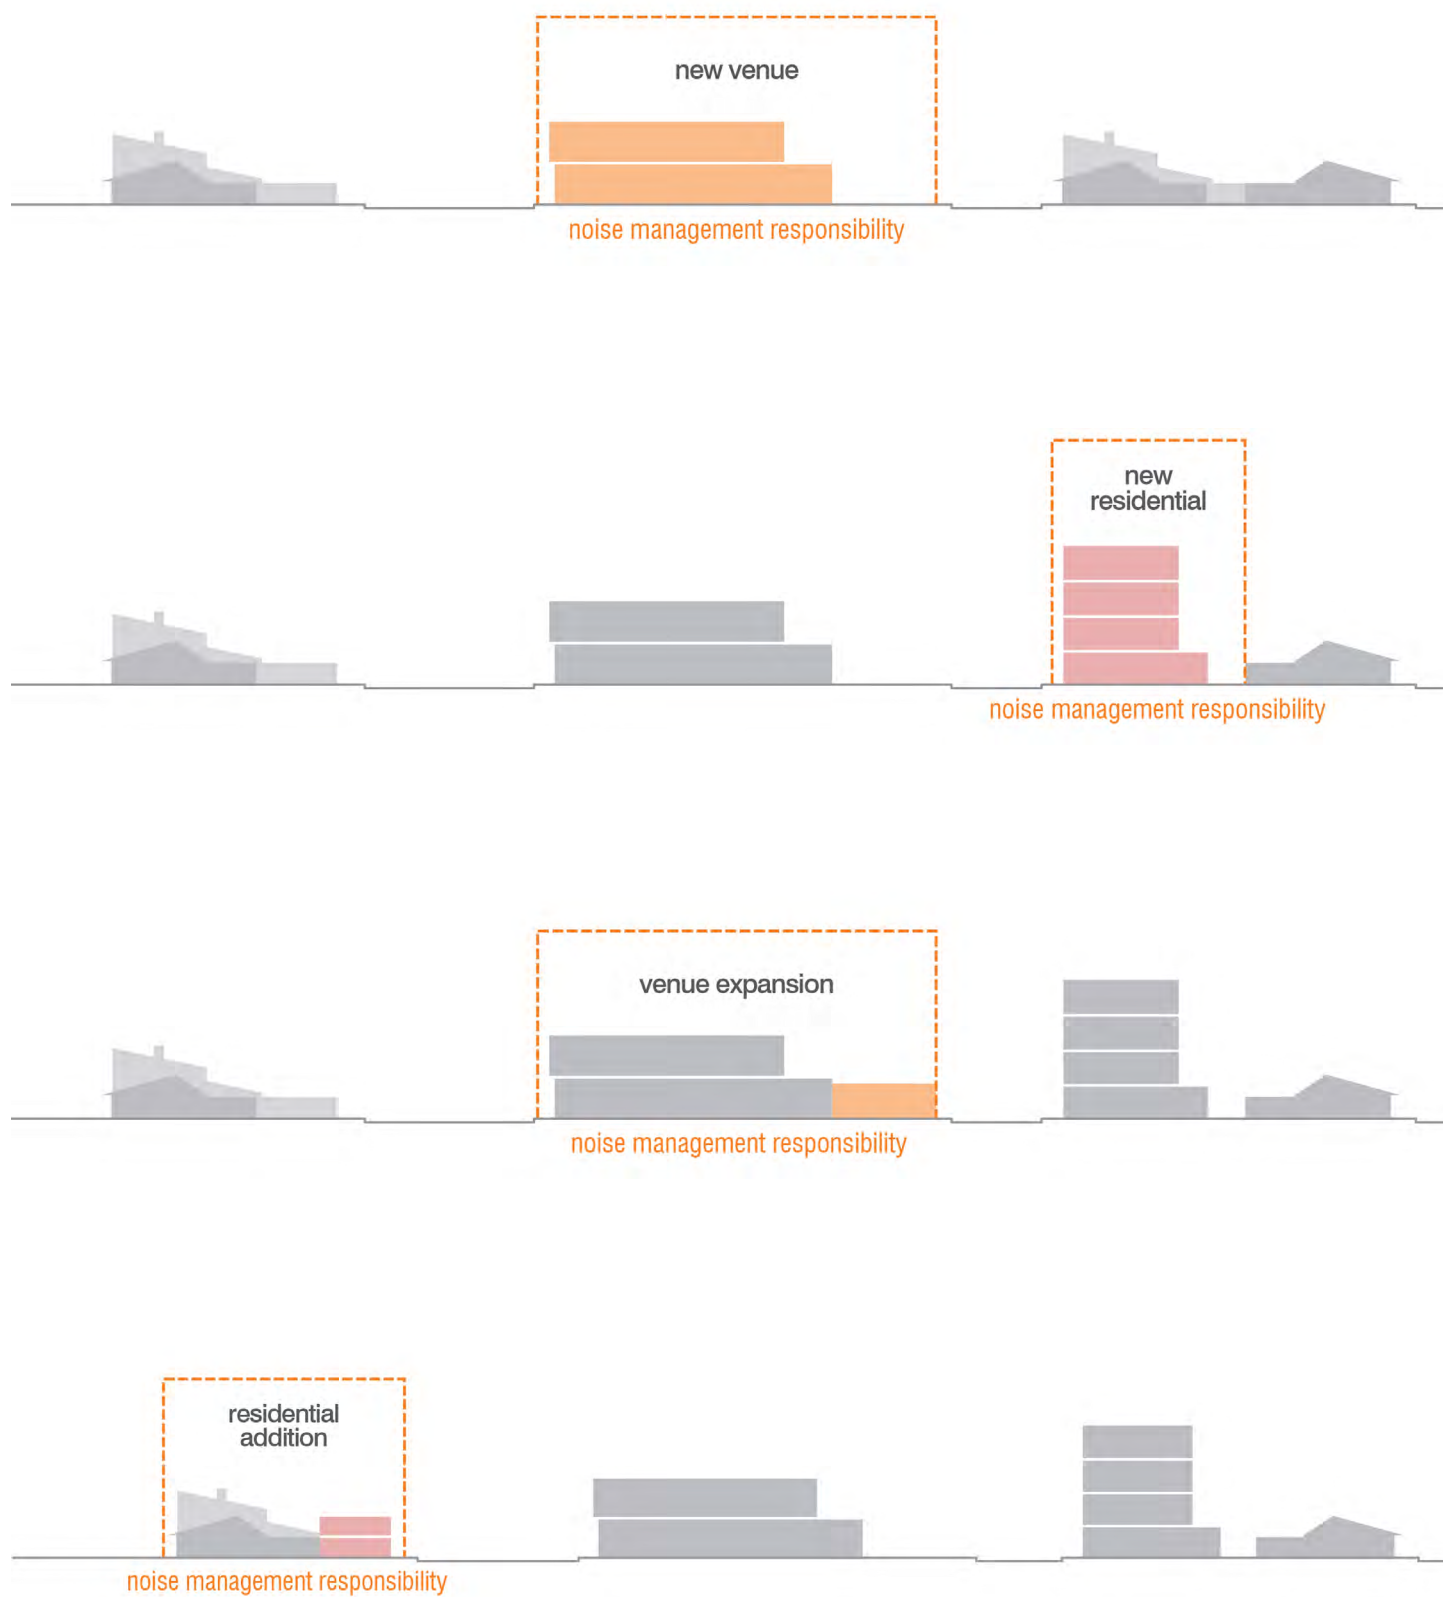 new venue
noise management responsibility
new
residential
noise management responsibility
venue expansion
noise management responsibility
residential
addition
noise management responsibility